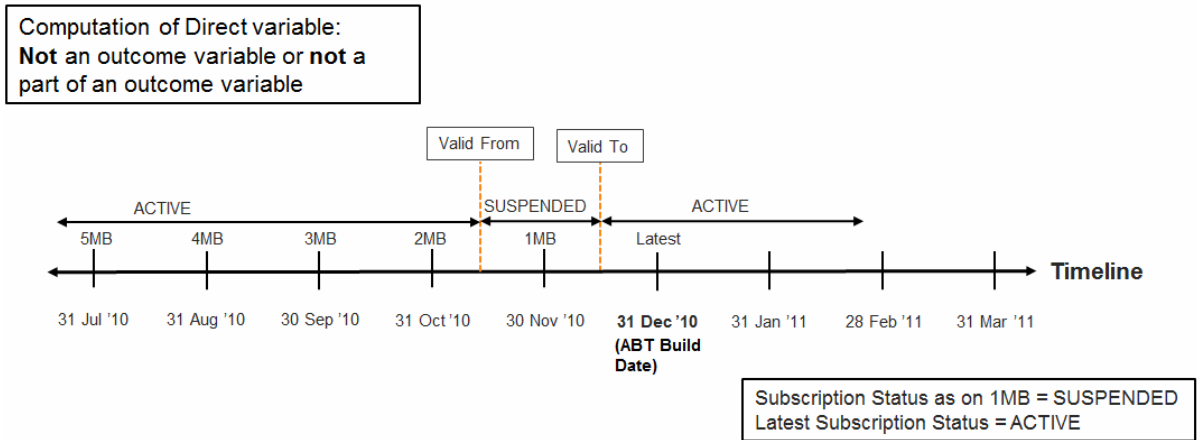 Computation of Direct variable:
Not an outcome variable or not a
part of an outcome variable
Valid From
Valid To
ACTIVE
SUSPENDED
ACTIVE
5MB
4MB
3MB
2MB
1MB
Latest
Timeline
31 Jul '10
31 Aug '10
30 Sep '10
31 Oct '10
30 Nov '10
31 Dec '10
(ABT Build
Date)
31 Jan '11
28 Feb '11
31 Mar '11
Subscription Status as on 1MB = SUSPENDED
Latest Subscription Status = ACTIVE